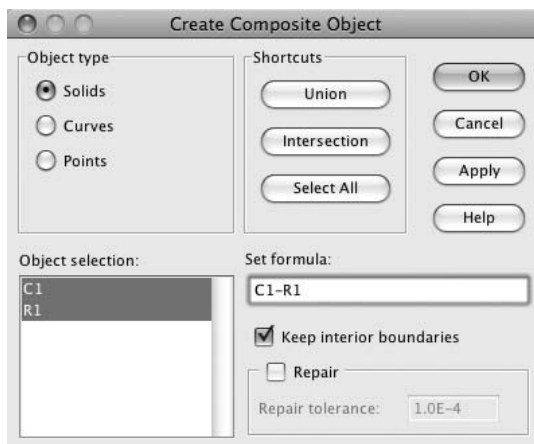 Create Composite Object
Object type
Solids
Curves
Points
Shortcuts
Union
Intersection
Select All
OK
Cancel
Apply
Help
Object selection:
C1
R1
Set formula:
C1-R1
Keep interior boundaries
Repair
Repair tolerance: 1.0E-4